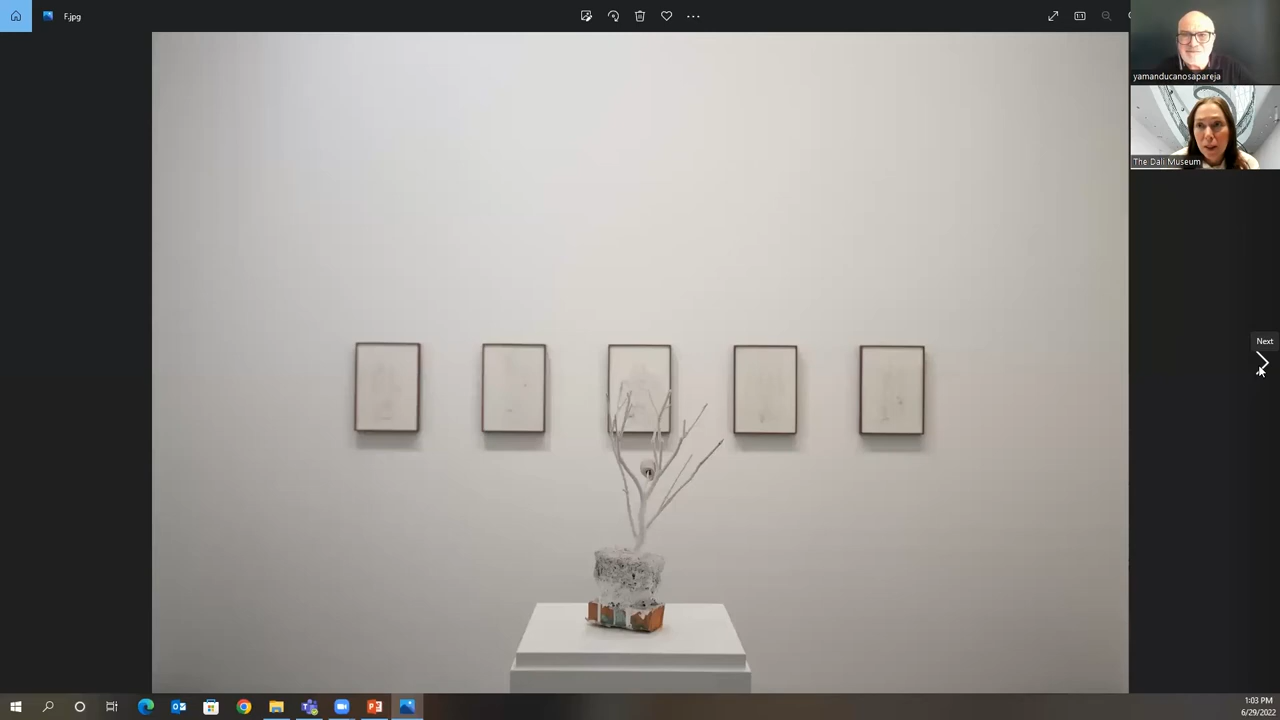 F.jpg
yamanducanosapareja
The Dali Museum
Next
1:03 PM
6/29/2022